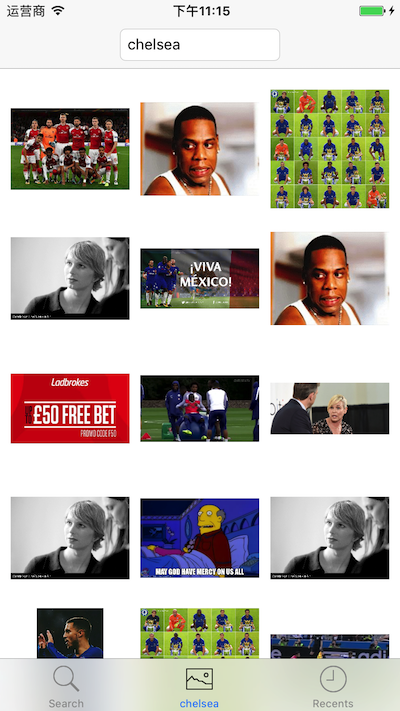 运营商
下午11:15
chelsea
¡VIVA
MÉXICO!
Ladbrokes
£50 FREE BET
PROMO CODE F50
MAY GOD HAVE MERCY ON US ALL
Search
chelsea
Recents